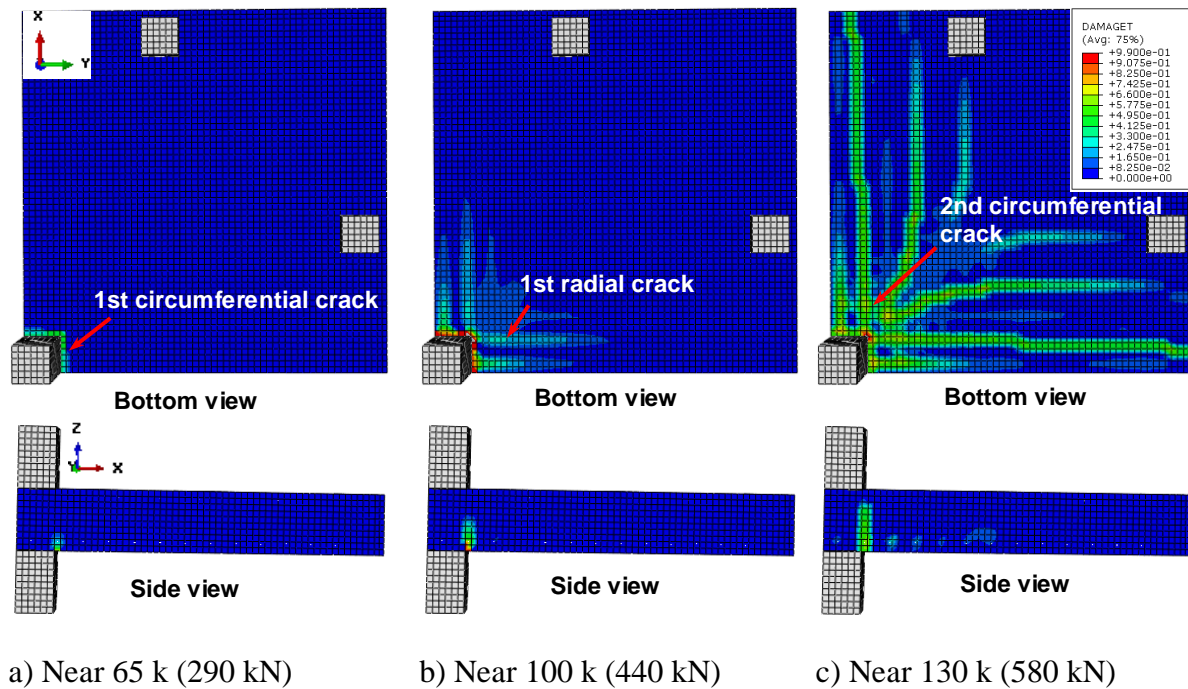 X
Y
1st circumferential crack
Bottom view
1st radial crack
Bottom view
DAMAGET
(Avg: 75%)
+9.900e-01
+9.075e-01
+8.250e-01
+7.425e-01
+6.600e-01
+5.775e-01
+4.950e-01
+4.125e-01
+3.300e-01
+2.475e-01
+1.650e-01
+8.250e-02
+0.000e+00
2nd circumferential
crack
Bottom view
Z
Y X
Side view
Side view
Side view
a) Near 65 k (290 kN)
b) Near 100 k (440 kN)
c) Near 130 k (580 kN)